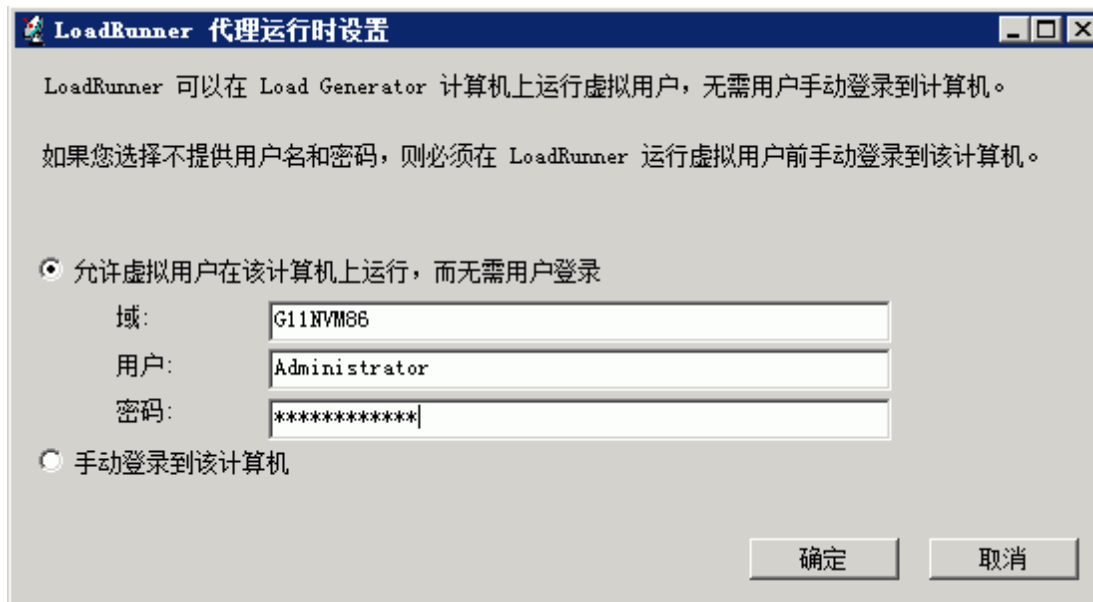 LoadRunner 代理运行时设置
LoadRunner 可以在 Load Generator 计算机上运行虚拟用户，无需用户手动登录到计算机。
如果您选择不提供用户名和密码，则必须在 LoadRunner 运行虚拟用户前手动登录到该计算机。
允许虚拟用户在该计算机上运行，而无需用户登录
域: G11NVM86
用户: Administrator
密码: ************
手动登录到该计算机
确定 取消